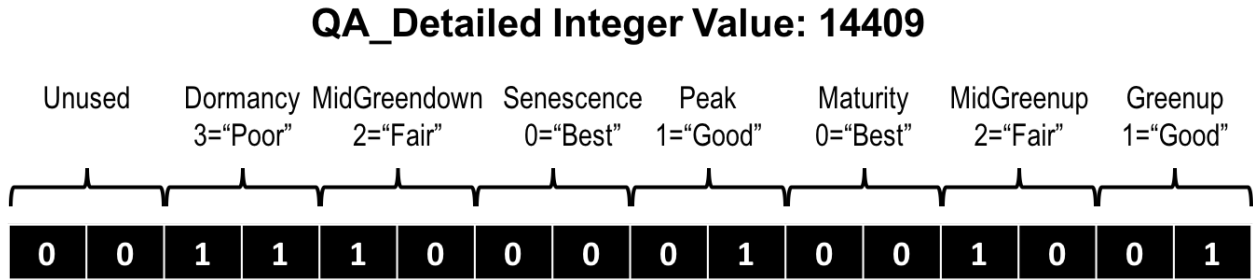 QA_Detailed Integer Value: 14409
Unused Dormancy MidGreendown Senescence Peak Maturity MidGreenup Greenup
3=“Poor” 2=“Fair” 0=“Best” 1=“Good” 0=“Best” 2=“Fair” 1=“Good”
0 0 1 1 1 0 0 0 0 1 0 0 1 0 0 1